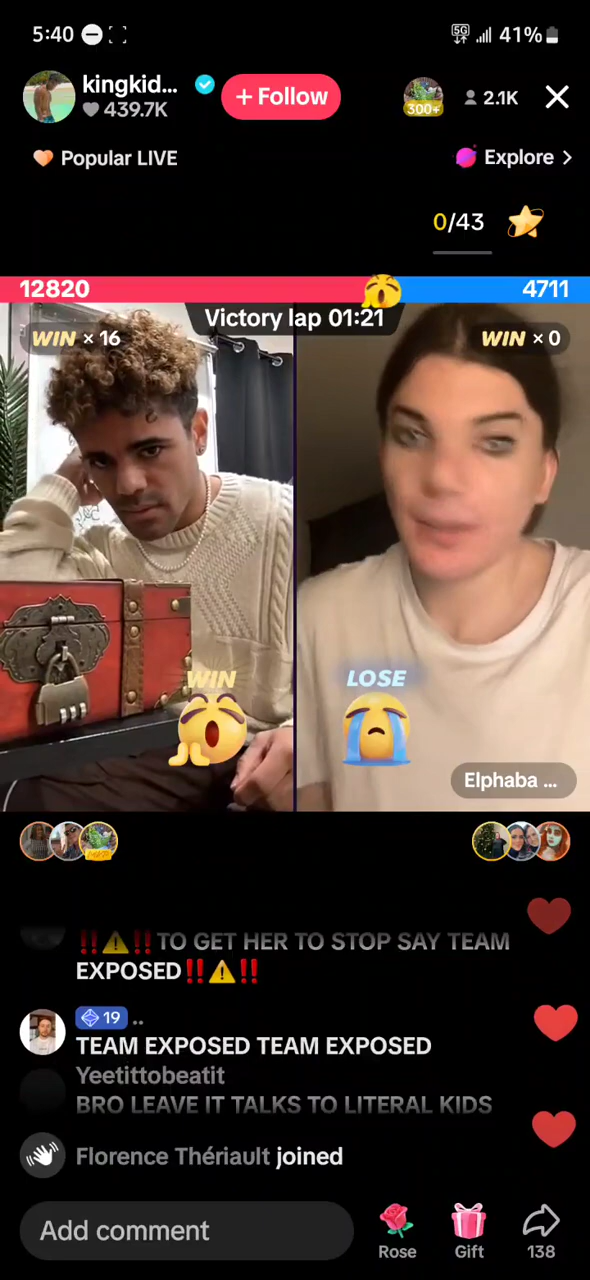 5:40
5G
41%
kingkid...
439.7K
+ Follow
300+
2.1K
Popular LIVE
Explore >
0/43
12820
4711
Victory lap 01:21
WIN × 16
WIN × 0
WIN
LOSE
Elphaba ...
‼️⚠️‼️TO GET HER TO STOP SAY TEAM
EXPOSED‼️⚠️‼️
19 ..
TEAM EXPOSED TEAM EXPOSED
Yeetittobeatit
BRO LEAVE IT TALKS TO LITERAL KIDS
Florence Thériault joined
Add comment
Rose
Gift
138